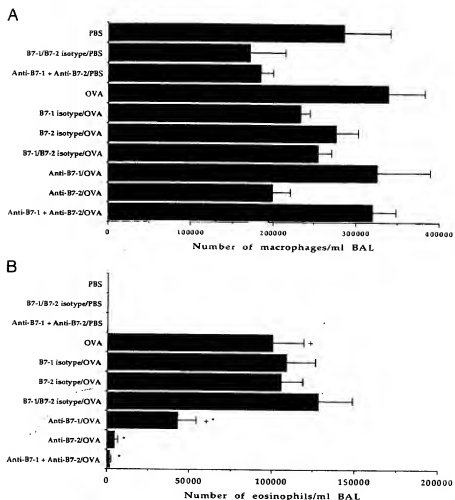 A
PBS
B7-1/B7-2 isotype/PBS
Anti-B7-1 + Anti-B7-2/PBS
OVA
B7-1 isotype/OVA
B7-2 isotype/OVA
B7-1/B7-2 isotype/OVA
Anti-B7-1/OVA
Anti-B7-2/OVA
Anti-B7-1 + Anti-B7-2/OVA
0 100000 200000 300000 400000
Number of macrophages/ml BAL
B
PBS
B7-1/B7-2 isotype/PBS
Anti-B7-1 + Anti-B7-2/PBS
OVA +
B7-1 isotype/OVA
B7-2 isotype/OVA
B7-1/B7-2 isotype/OVA
Anti-B7-1/OVA + *
Anti-B7-2/OVA *
Anti-B7-1 + Anti-B7-2/OVA *
0 50000 100000 150000 200000
Number of eosinophils/ml BAL